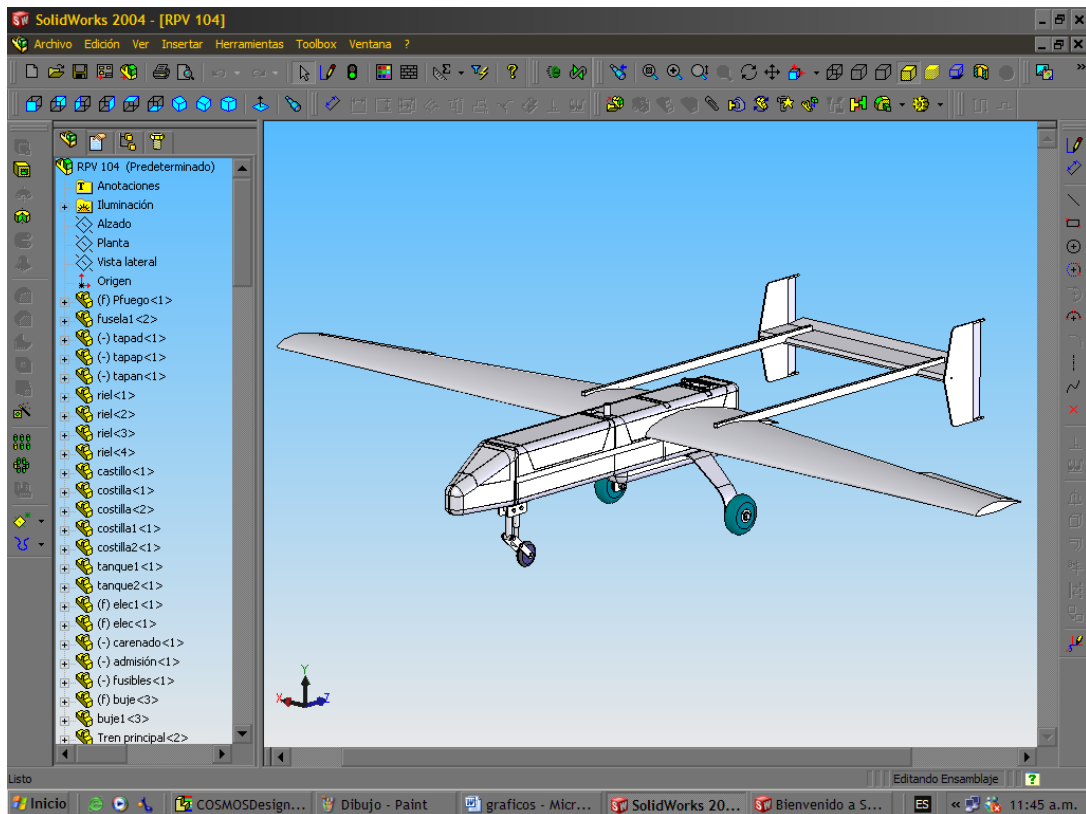 SolidWorks 2004 - [RPV 104]
Archivo Edición Ver Insertar Herramientas Toolbox Ventana ?
RPV 104 (Predeterminado)
Anotaciones
Iluminación
Alzado
Planta
Vista lateral
Origen
(f) Pfuego<1>
fusela1<2>
(-) tapad<1>
(-) tapap<1>
(-) tapan<1>
riel<1>
riel<2>
riel<3>
riel<4>
castillo<1>
costilla<1>
costilla<2>
costilla1<1>
costilla2<1>
tanque1<1>
tanque2<1>
(f) elec1<1>
(f) elec<1>
(-) carenado<1>
(-) admisión<1>
(-) fusibles<1>
(f) buje<3>
buje1<3>
Tren principal<2>
Y
X
Z
Listo
Editando Ensamblaje
Inicio
COSMOSDesign...
Dibujo - Paint
graficos - Micr...
SolidWorks 20...
Bienvenido a S...
ES
11:45 a.m.